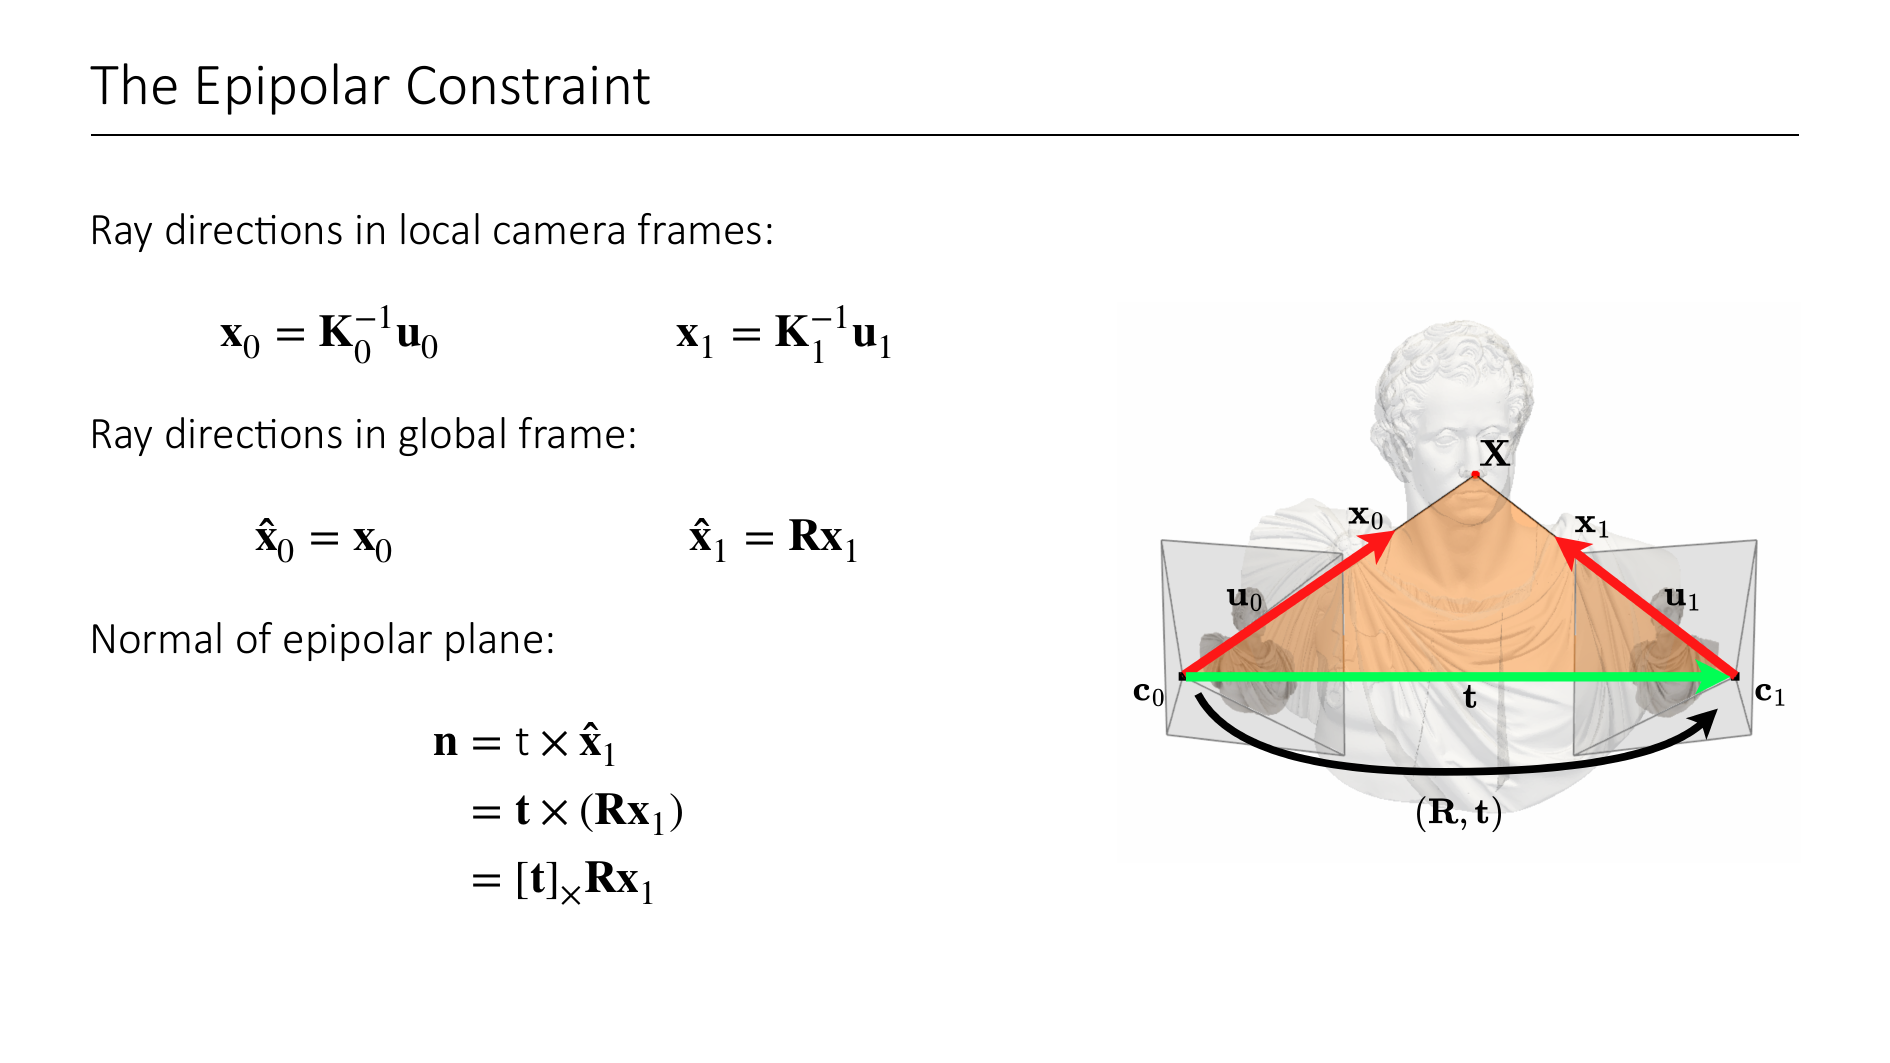 The Epipolar Constraint
Ray directions in local camera frames:
𝐱₀ = 𝐊₀⁻¹𝐮₀   𝐱₁ = 𝐊₁⁻¹𝐮₁
Ray directions in global frame:
𝐱̂₀ = 𝐱₀   𝐱̂₁ = 𝐑𝐱₁
Normal of epipolar plane:
𝐧 = t × 𝐱̂₁
= 𝐭 × (𝐑𝐱₁)
= [𝐭]ₓ𝐑𝐱₁
𝐗
𝐱₀
𝐱₁
𝐮₀
𝐮₁
𝐜₀
𝐭
𝐜₁
(𝐑, 𝐭)